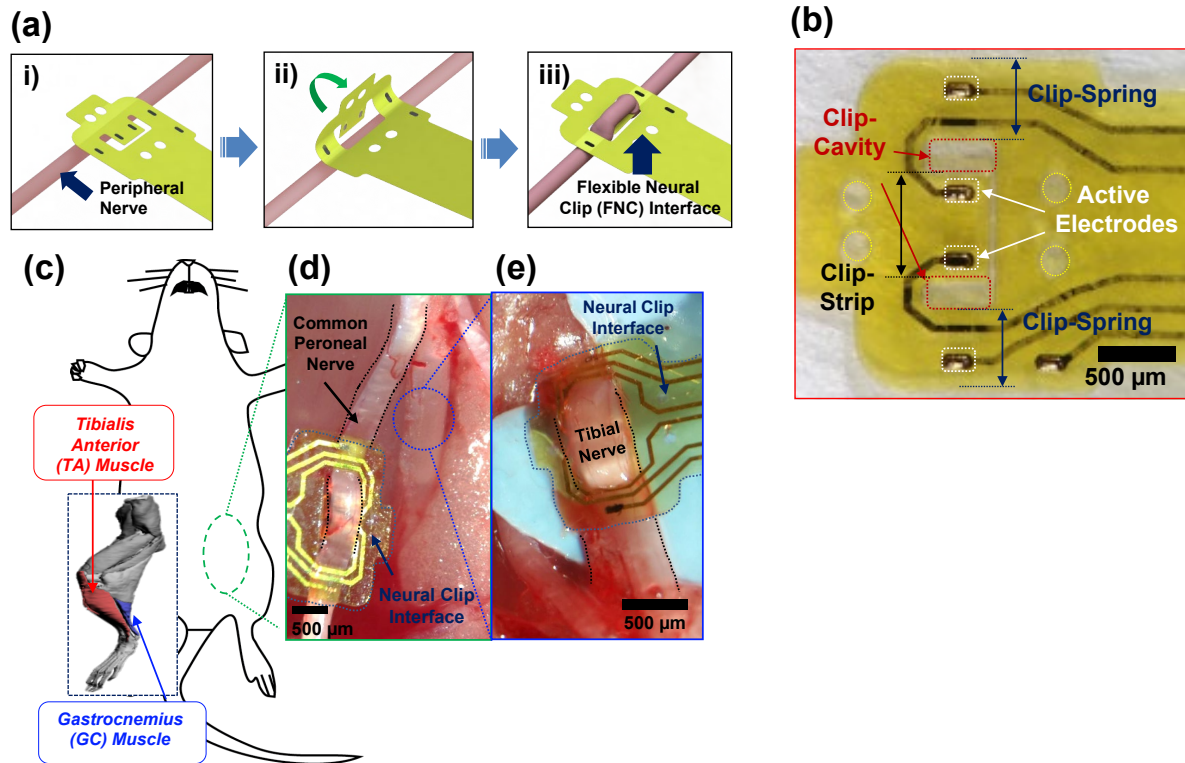 (a)
i)
Peripheral
Nerve
ii)
iii)
Flexible Neural
Clip (FNC) Interface
(b)
Clip-Spring
Clip-
Cavity
Active
Electrodes
Clip-
Strip
Clip-Spring
500 µm
(c)
Tibialis
Anterior
(TA) Muscle
Gastrocnemius
(GC) Muscle
(d)
Common
Peroneal
Nerve
Neural Clip
Interface
500 µm
(e)
Neural Clip
Interface
Tibial
Nerve
500 µm